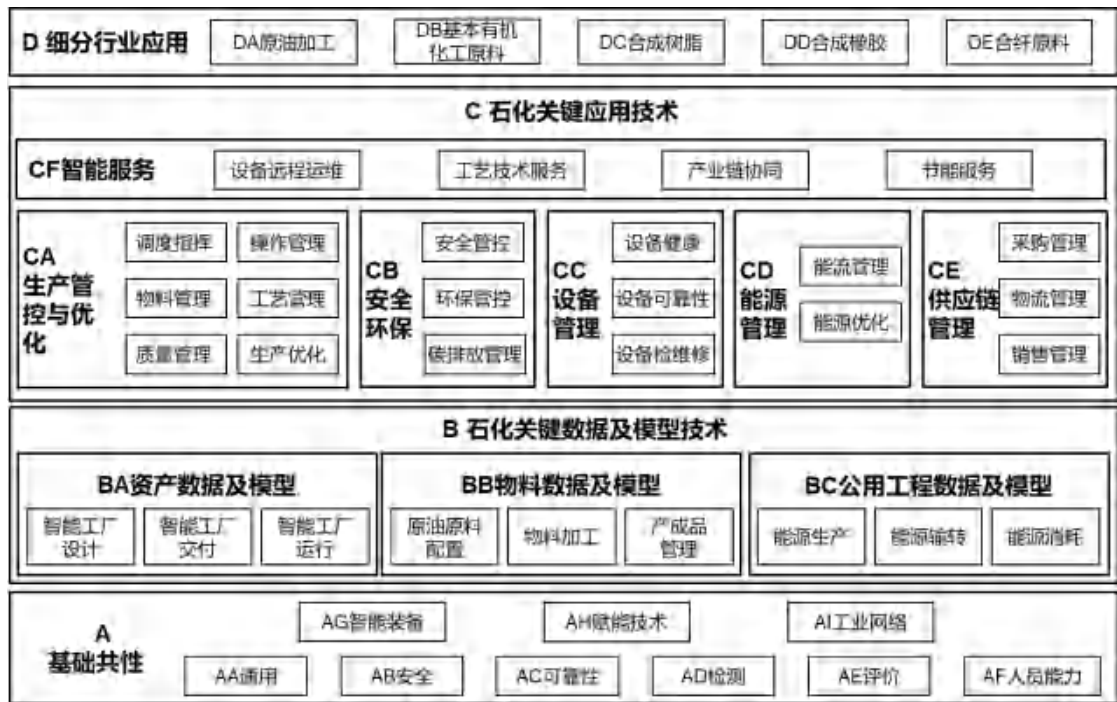 D 细分行业应用
DA原油加工
DB基本有机
化工原料
DC合成树脂
DD合成橡胶
DE合纤原料
C 石化关键应用技术
CF智能服务
设备远程运维
工艺技术服务
产业链协同
节能服务
CA
生产管
控与优
化
调度指挥
操作管理
物料管理
工艺管理
质量管理
生产优化
CB
安全
环保
安全管控
环保管控
碳排放管理
CC
设备
管理
设备健康
设备可靠性
设备检维修
CD
能源
管理
能流管理
能源优化
CE
供应链
管理
采购管理
物流管理
销售管理
B 石化关键数据及模型技术
BA资产数据及模型
智能工厂
设计
智能工厂
交付
智能工厂
运行
BB物料数据及模型
原油原料
配置
物料加工
产成品
管理
BC公用工程数据及模型
能源生产
能源输转
能源消耗
A
基础共性
AG智能装备
AH赋能技术
AI工业网络
AA通用
AB安全
AC可靠性
AD检测
AE评价
AF人员能力